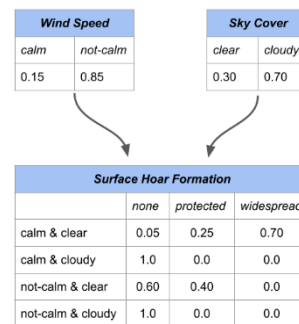 Wind Speed
calm not-calm
0.15 0.85
Sky Cover
clear cloudy
0.30 0.70
Surface Hoar Formation
none protected widespread
calm & clear 0.05 0.25 0.70
calm & cloudy 1.0 0.0 0.0
not-calm & clear 0.60 0.40 0.0
not-calm & cloudy 1.0 0.0 0.0